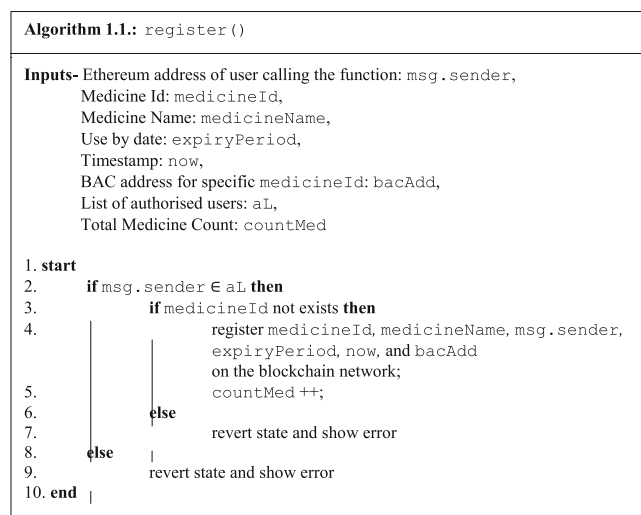 Algorithm 1.1.: register()
Inputs- Ethereum address of user calling the function: msg.sender,
Medicine Id: medicineId,
Medicine Name: medicineName,
Use by date: expiryPeriod,
Timestamp: now,
BAC address for specific medicineId: bacAdd,
List of authorised users: aL,
Total Medicine Count: countMed
1. start
2. if msg.sender ∈ aL then
3. if medicineId not exists then
4. register medicineId, medicineName, msg.sender,
expiryPeriod, now, and bacAdd
on the blockchain network;
5. countMed ++;
6. else
7. revert state and show error
8. else
9. revert state and show error
10. end